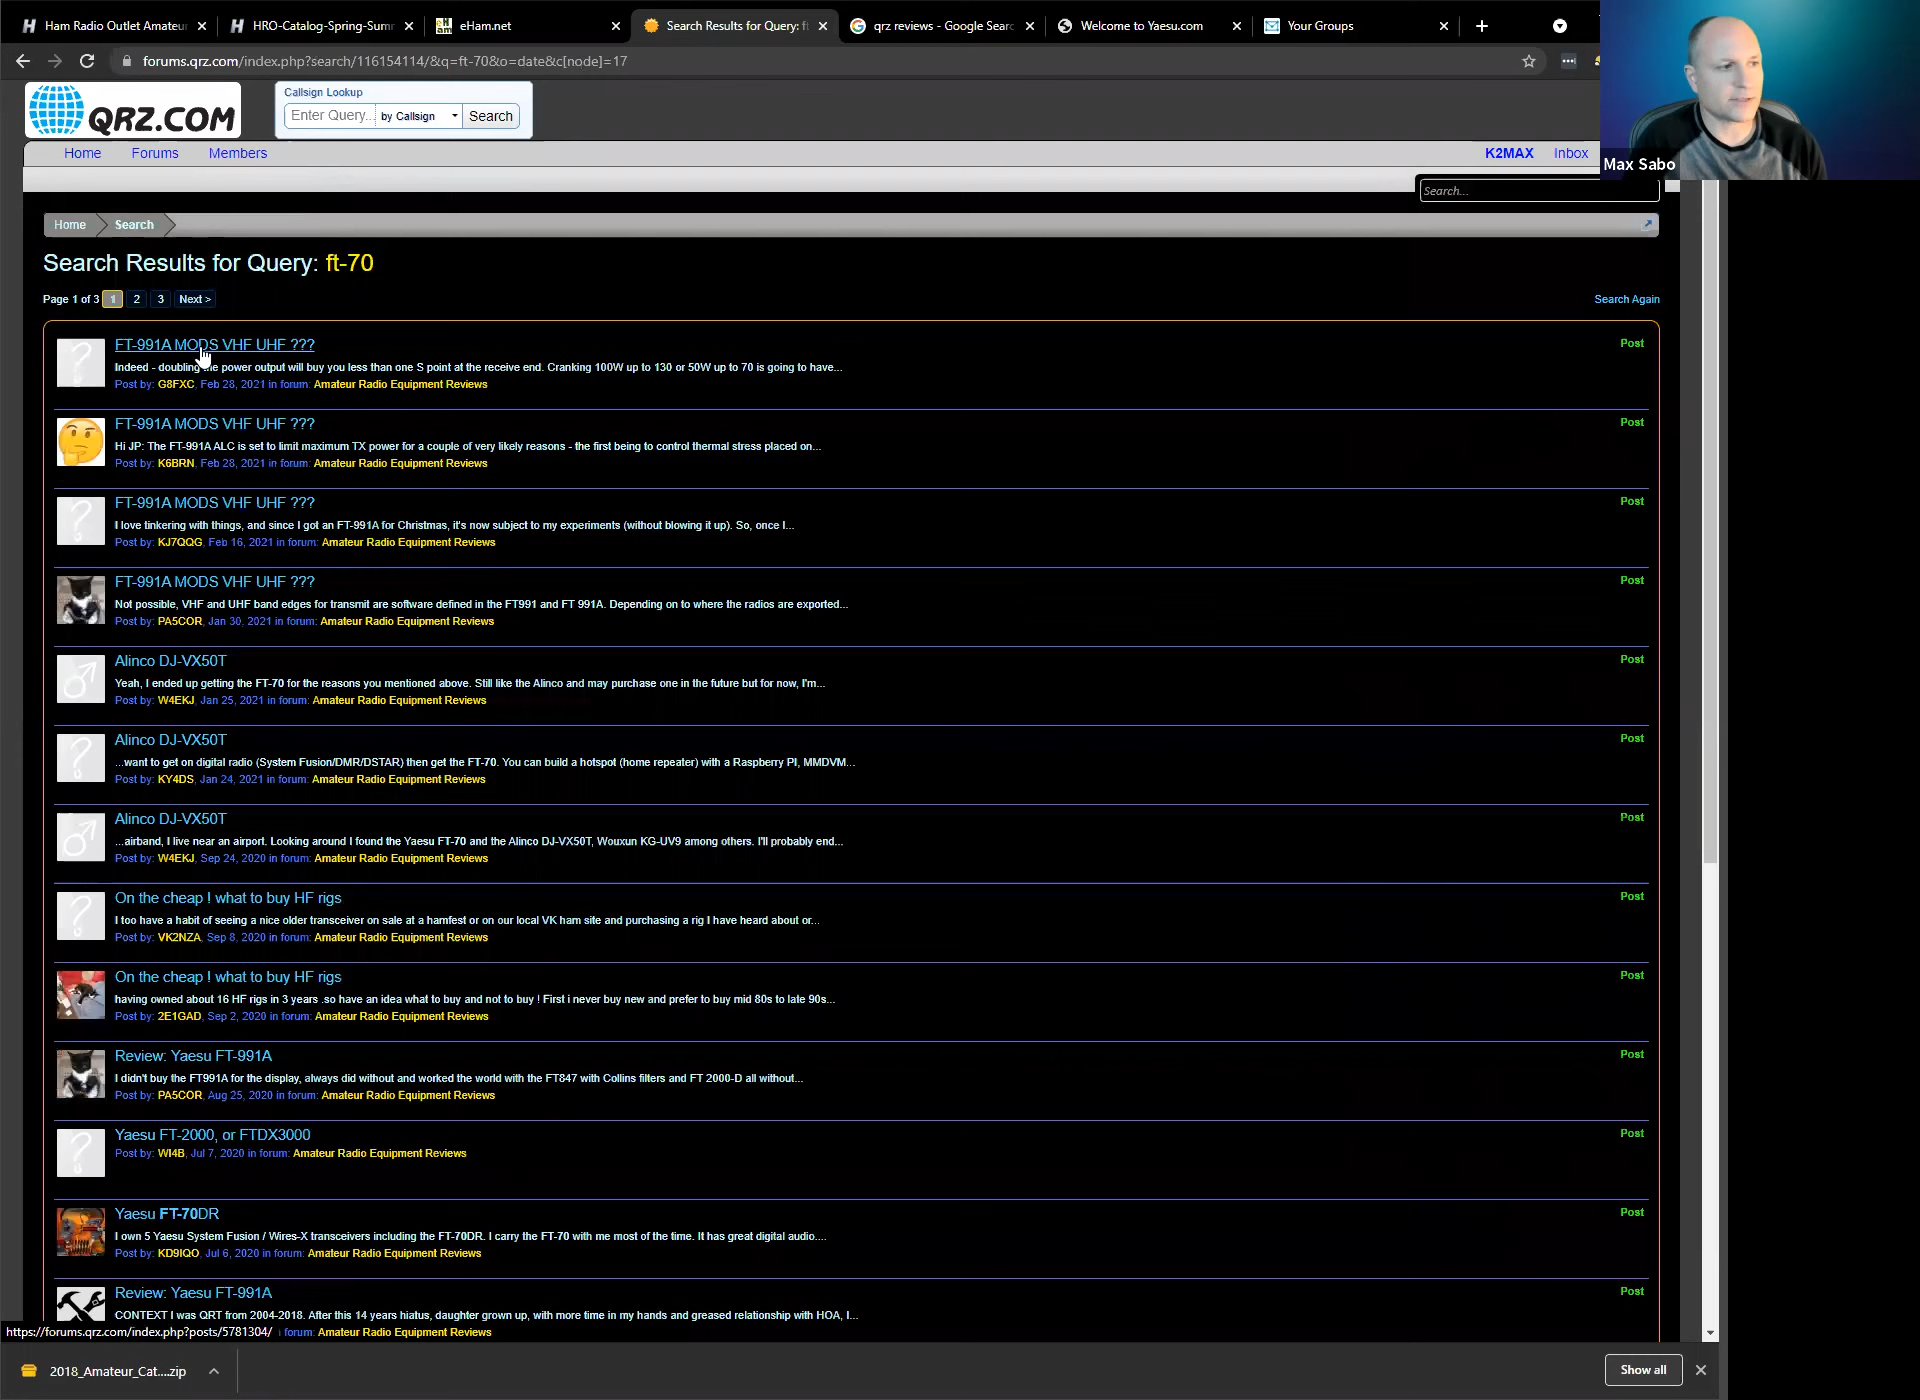 Ham Radio Outlet Amateur
HRO-Catalog-Spring-Sum
eHam.net
Search Results for Query: ft
qrz reviews - Google Search
Welcome to Yaesu.com
Your Groups
forums.qrz.com/index.php?search/116154114/&q=ft-70&o=date&c[node]=17
QRZ.COM
Callsign Lookup
Enter Query... by Callsign Search
Home Forums Members
K2MAX Inbox
Max Sabo
Search...
Home Search
Search Results for Query: ft-70
Page 1 of 3 1 2 3 Next >
Search Again
FT-991A MODS VHF UHF ???
Post
Indeed - doubling the power output will buy you less than one S point at the receive end. Cranking 100W up to 130 or 50W up to 70 is going to have...
Post by: G8FXC, Feb 28, 2021 in forum: Amateur Radio Equipment Reviews
FT-991A MODS VHF UHF ???
Post
Hi JP: The FT-991A ALC is set to limit maximum TX power for a couple of very likely reasons - the first being to control thermal stress placed on...
Post by: K6BRN, Feb 28, 2021 in forum: Amateur Radio Equipment Reviews
FT-991A MODS VHF UHF ???
Post
I love tinkering with things, and since I got an FT-991A for Christmas, it's now subject to my experiments (without blowing it up). So, once I...
Post by: KJ7QQG, Feb 16, 2021 in forum: Amateur Radio Equipment Reviews
FT-991A MODS VHF UHF ???
Post
Not possible, VHF and UHF band edges for transmit are software defined in the FT991 and FT 991A. Depending on to where the radios are exported...
Post by: PA5COR, Jan 30, 2021 in forum: Amateur Radio Equipment Reviews
Alinco DJ-VX50T
Post
Yeah, I ended up getting the FT-70 for the reasons you mentioned above. Still like the Alinco and may purchase one in the future but for now, I'm...
Post by: W4EKJ, Jan 25, 2021 in forum: Amateur Radio Equipment Reviews
Alinco DJ-VX50T
Post
...want to get on digital radio (System Fusion/DMR/DSTAR) then get the FT-70. You can build a hotspot (home repeater) with a Raspberry PI, MMDVM...
Post by: KY4DS, Jan 24, 2021 in forum: Amateur Radio Equipment Reviews
Alinco DJ-VX50T
Post
...airband, I live near an airport. Looking around I found the Yaesu FT-70 and the Alinco DJ-VX50T, Wouxun KG-UV9 among others. I'll probably end...
Post by: W4EKJ, Sep 24, 2020 in forum: Amateur Radio Equipment Reviews
On the cheap ! what to buy HF rigs
Post
I too have a habit of seeing a nice older transceiver on sale at a hamfest or on our local VK ham site and purchasing a rig I have heard about or...
Post by: VK2NZA, Sep 8, 2020 in forum: Amateur Radio Equipment Reviews
On the cheap ! what to buy HF rigs
Post
having owned about 16 HF rigs in 3 years .so have an idea what to buy and not to buy ! First i never buy new and prefer to buy mid 80s to late 90s...
Post by: 2E1GAD, Sep 2, 2020 in forum: Amateur Radio Equipment Reviews
Review: Yaesu FT-991A
Post
I didn't buy the FT991A for the display, always did without and worked the world with the FT847 with Collins filters and FT 2000-D all without...
Post by: PA5COR, Aug 25, 2020 in forum: Amateur Radio Equipment Reviews
Yaesu FT-2000, or FTDX3000
Post
Post by: WI4B, Jul 7, 2020 in forum: Amateur Radio Equipment Reviews
Yaesu FT-70DR
Post
I own 5 Yaesu System Fusion / Wires-X transceivers including the FT-70DR. I carry the FT-70 with me most of the time. It has great digital audio....
Post by: KD9IQO, Jul 6, 2020 in forum: Amateur Radio Equipment Reviews
Review: Yaesu FT-991A
Post
CONTEXT I was QRT from 2004-2018. After this 14 years hiatus, daughter grown up, with more time in my hands and greased relationship with HOA, I...
https://forums.qrz.com/index.php?posts/5781304/ forum: Amateur Radio Equipment Reviews
2018_Amateur_Cat....zip
Show all